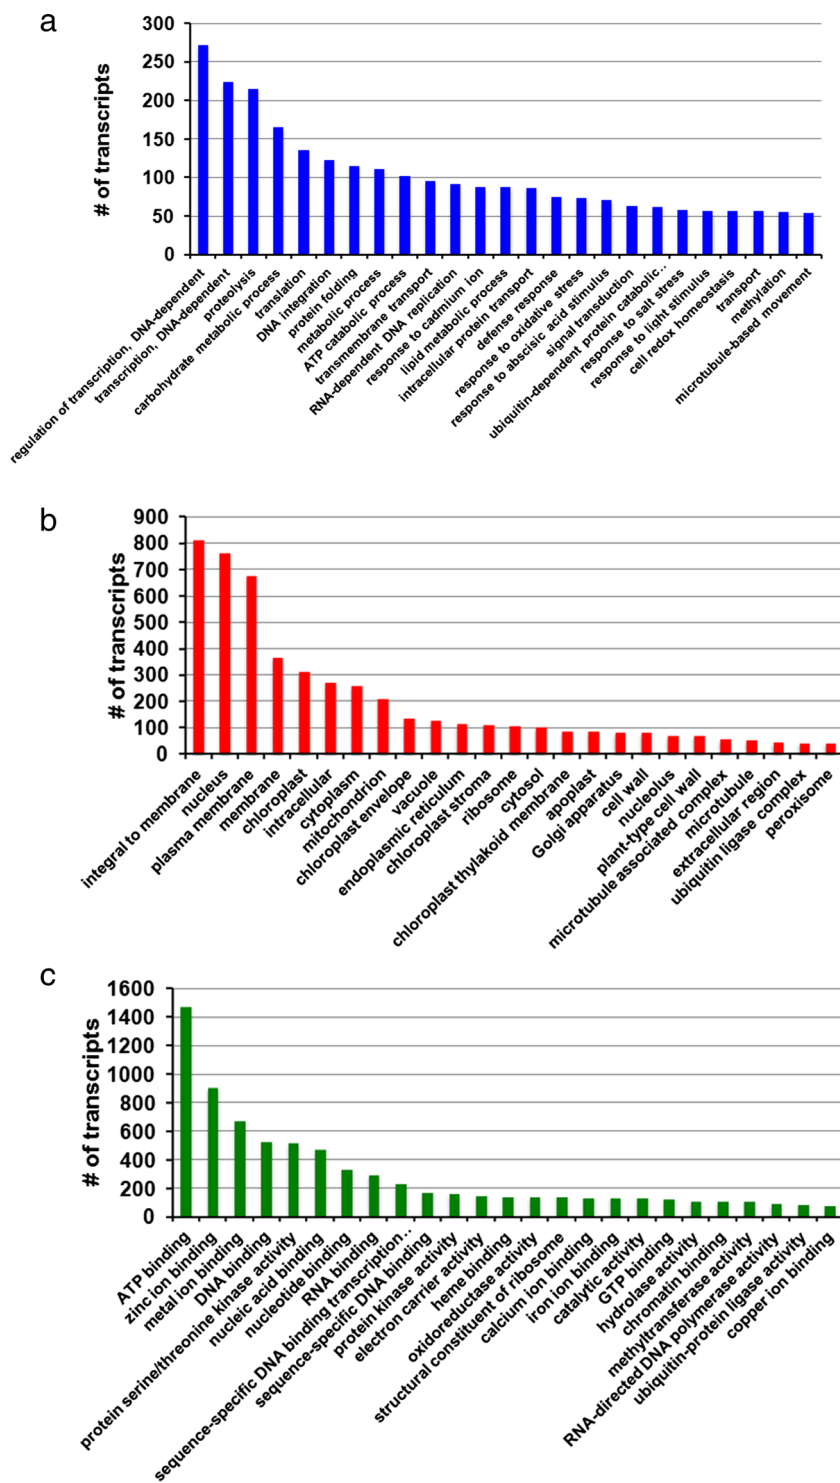 a
# of transcripts
300
250
200
150
100
50
0
regulation of transcription, DNA-dependent
transcription, DNA-dependent
proteolysis
carbohydrate metabolic process
translation
DNA integration
protein folding
metabolic process
ATP catabolic process
transmembrane transport
RNA-dependent DNA replication
response to cadmium ion
lipid metabolic process
intracellular protein transport
defense response
response to oxidative stress
response to abscisic acid stimulus
signal transduction
ubiquitin-dependent protein catabolic..
response to salt stress
response to light stimulus
cell redox homeostasis
transport
methylation
microtubule-based movement
b
# of transcripts
900
800
700
600
500
400
300
200
100
0
integral to membrane
nucleus
plasma membrane
membrane
chloroplast
intracellular
cytoplasm
mitochondrion
chloroplast envelope
vacuole
endoplasmic reticulum
chloroplast stroma
ribosome
cytosol
chloroplast thylakoid membrane
apoplast
Golgi apparatus
cell wall
nucleolus
plant-type cell wall
microtubule associated complex
microtubule
extracellular region
ubiquitin ligase complex
peroxisome
c
# of transcripts
1600
1400
1200
1000
800
600
400
200
0
ATP binding
zinc ion binding
metal ion binding
DNA binding
protein serine/threonine kinase activity
nucleic acid binding
nucleotide binding
RNA binding
sequence-specific DNA binding transcription..
sequence-specific DNA binding
protein kinase activity
electron carrier activity
heme binding
oxidoreductase activity
structural constituent of ribosome
calcium ion binding
iron ion binding
catalytic activity
GTP binding
hydrolase activity
chromatin binding
methyltransferase activity
RNA-directed DNA polymerase activity
ubiquitin-protein ligase activity
copper ion binding